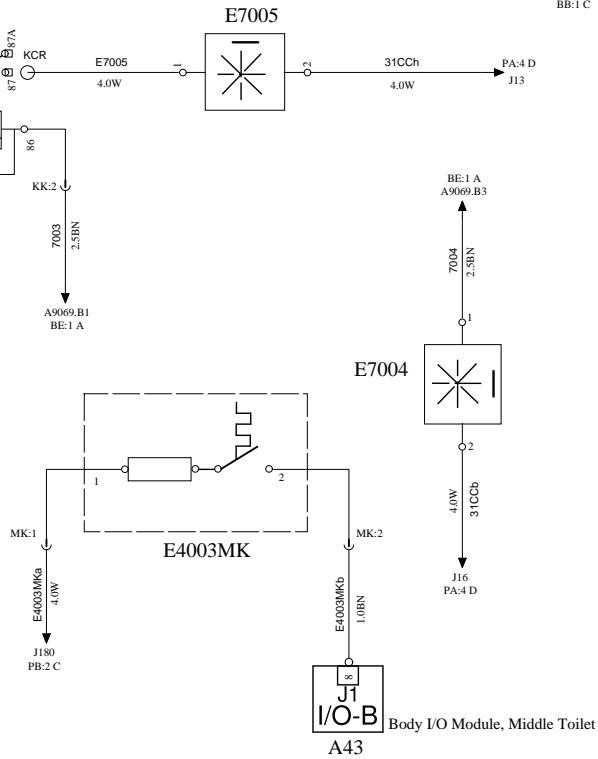 BB:1 C
E7005
87A
87
KCR
E7005
4.0W
1
2
31CCh
4.0W
PA:4 D
J13
86
KK:2
7003
2.5BN
A9069.B1
BE:1 A
BE:1 A
A9069.B3
7004
2.5BN
1
E7004
2
4.0W
31CCb
J16
PA:4 D
1
2
E4003MK
MK:1
MK:2
E4003MKa
4.0W
J180
PB:2 C
E4003MKb
1.0BN
8
J1
I/O-B
A43
Body I/O Module, Middle Toilet